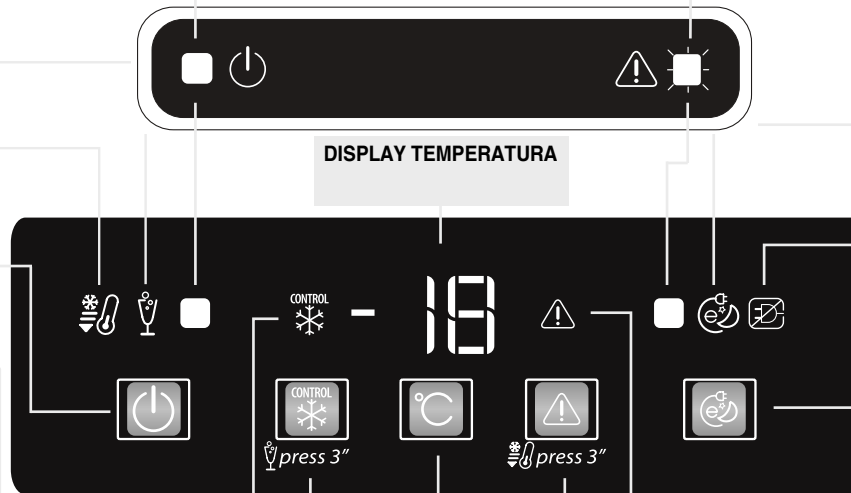 DISPLAY TEMPERATURA
CONTROL
- 18
CONTROL
°C
press 3"
press 3"